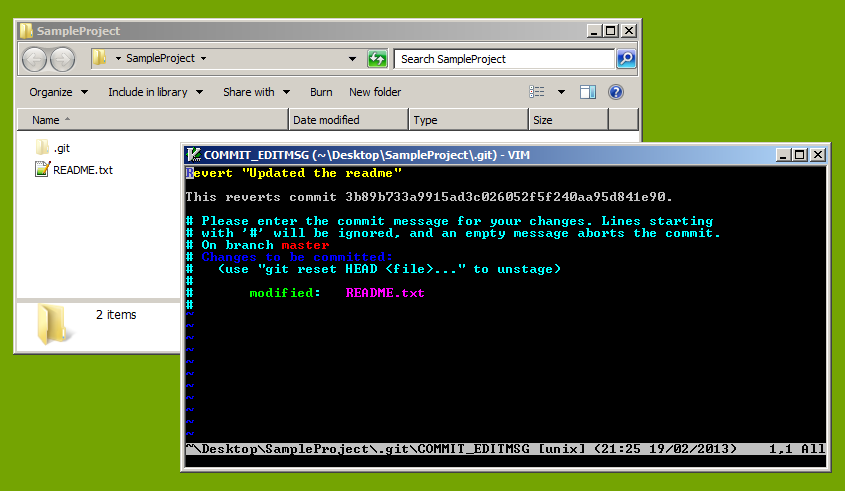 SampleProject
SampleProject
Search SampleProject
Organize Include in library Share with Burn New folder
Name Date modified Type Size
.git
README.txt
2 items
COMMIT_EDITMSG (~\Desktop\SampleProject\.git) - VIM
Revert "Updated the readme"
This reverts commit 3b89b733a9915ad3c026052f5f240aa95d841e90.
# Please enter the commit message for your changes. Lines starting
# with '#' will be ignored, and an empty message aborts the commit.
# On branch master
# Changes to be committed:
#   (use "git reset HEAD <file>..." to unstage)
#
#       modified:   README.txt
#
~
~
~
~
~
~
~
~
~
~
~
~\Desktop\SampleProject\.git\COMMIT_EDITMSG [unix] (21:25 19/02/2013) 1,1 All